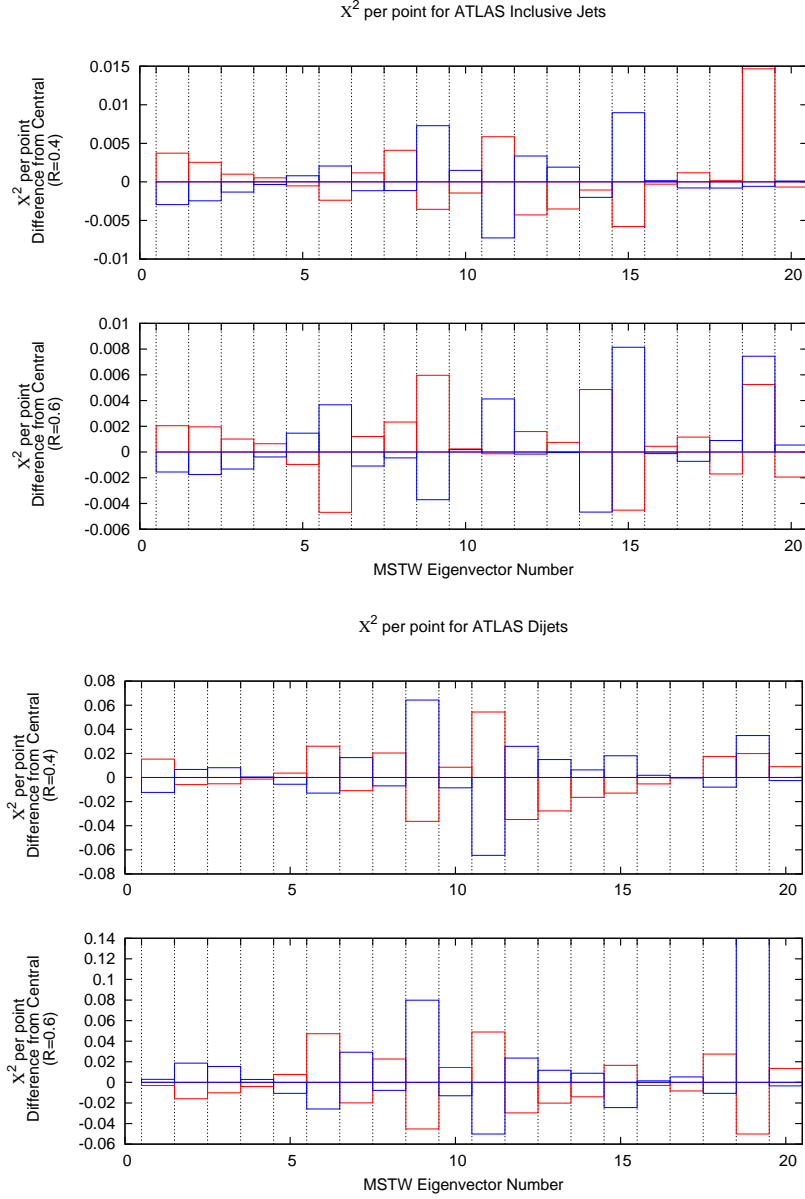 Χ² per point for ATLAS Inclusive Jets
Χ² per point
Difference from Central
(R=0.4)
0.015
0.01
0.005
0
-0.005
-0.01
0 5 10 15 20
Χ² per point
Difference from Central
(R=0.6)
0.01
0.008
0.006
0.004
0.002
0
-0.002
-0.004
-0.006
0 5 10 15 20
MSTW Eigenvector Number
Χ² per point for ATLAS Dijets
Χ² per point
Difference from Central
(R=0.4)
0.08
0.06
0.04
0.02
0
-0.02
-0.04
-0.06
-0.08
0 5 10 15 20
Χ² per point
Difference from Central
(R=0.6)
0.14
0.12
0.1
0.08
0.06
0.04
0.02
0
-0.02
-0.04
-0.06
0 5 10 15 20
MSTW Eigenvector Number